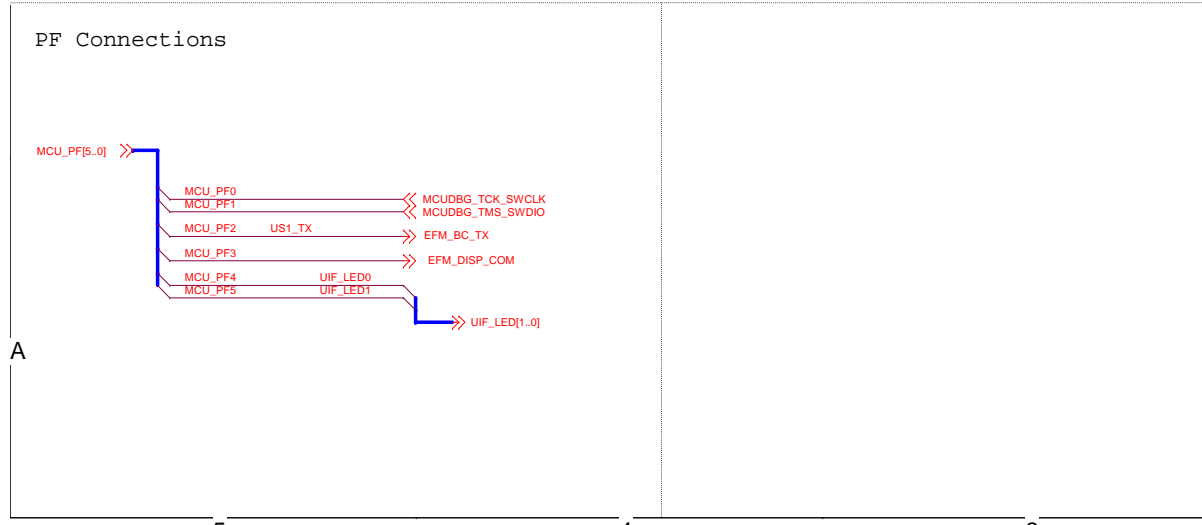 PF Connections
MCU_PF[5..0]
MCU_PF0 MCUDBG_TCK_SWCLK
MCU_PF1 MCUDBG_TMS_SWDIO
MCU_PF2 US1_TX EFM_BC_TX
MCU_PF3 EFM_DISP_COM
MCU_PF4 UIF_LED0
MCU_PF5 UIF_LED1
UIF_LED[1..0]
A